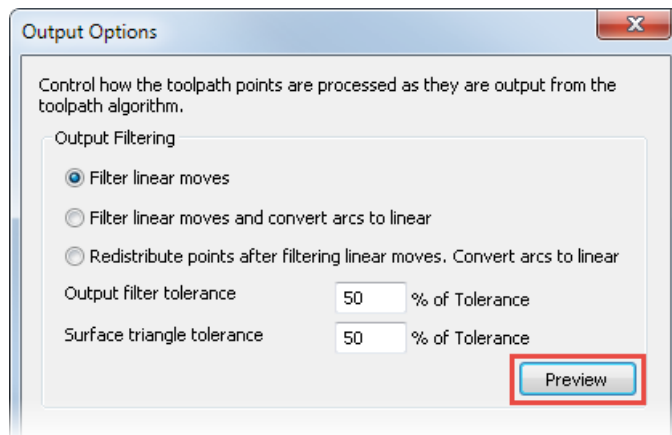 Output Options
Control how the toolpath points are processed as they are output from the
toolpath algorithm.
Output Filtering
Filter linear moves
Filter linear moves and convert arcs to linear
Redistribute points after filtering linear moves. Convert arcs to linear
Output filter tolerance 50 % of Tolerance
Surface triangle tolerance 50 % of Tolerance
Preview